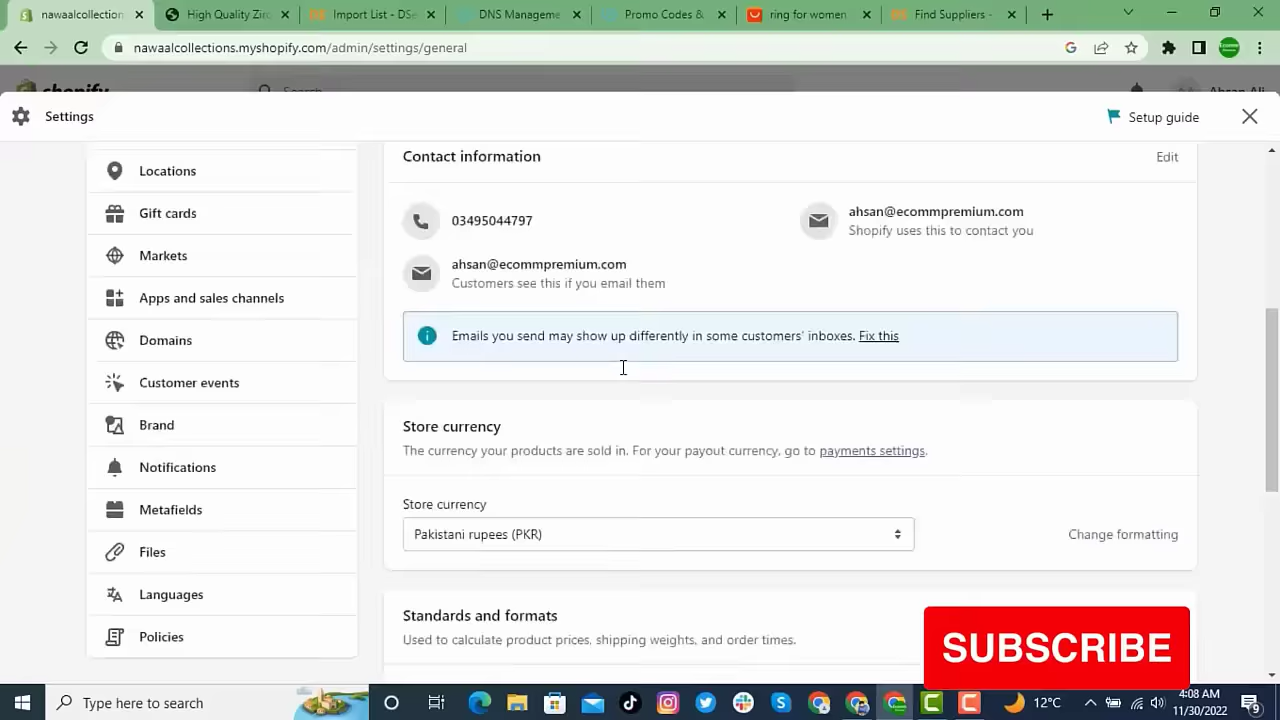 nawaalcollection
High Quality Zirc
Import List - DSe
DNS Manageme
Promo Codes &
ring for women
Find Suppliers -
nawaalcollections.myshopify.com/admin/settings/general
shopify
Search
Ahsan Ali
Settings
Setup guide
Locations
Gift cards
Markets
Apps and sales channels
Domains
Customer events
Brand
Notifications
Metafields
Files
Languages
Policies
Contact information
Edit
03495044797
ahsan@ecommpremium.com
Shopify uses this to contact you
ahsan@ecommpremium.com
Customers see this if you email them
Emails you send may show up differently in some customers' inboxes. Fix this
Store currency
The currency your products are sold in. For your payout currency, go to payments settings.
Store currency
Pakistani rupees (PKR)
Change formatting
Standards and formats
Used to calculate product prices, shipping weights, and order times.
SUBSCRIBE
Type here to search
12°C
4:08 AM
11/30/2022
9